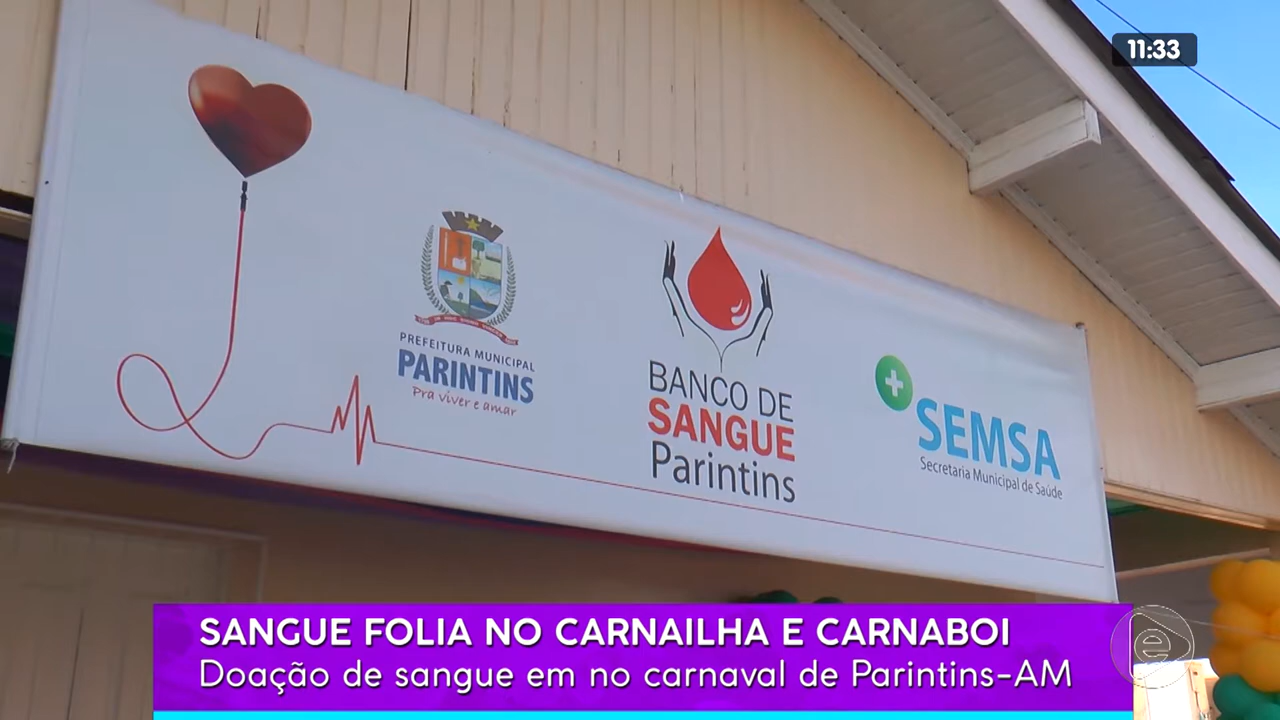 11:33
PREFEITURA MUNICIPAL
PARINTINS
Pra viver e amar
BANCO DE
SANGUE
Parintins
SEMSA
Secretaria Municipal de Saúde
SANGUE FOLIA NO CARNAILHA E CARNABOI
Doação de sangue em no carnaval de Parintins-AM
e